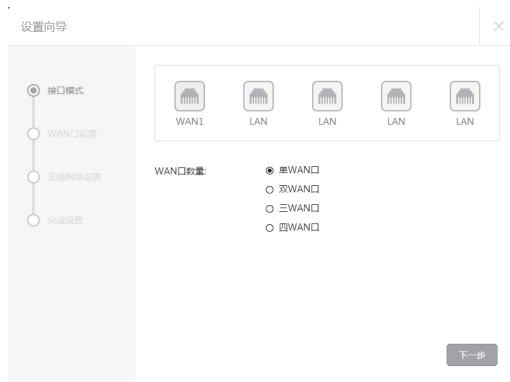 设置向导
接口模式
WAN口设置
无线网络设置
完成设置
WAN1 LAN LAN LAN LAN
WAN口数量: 单WAN口
双WAN口
三WAN口
四WAN口
下一步